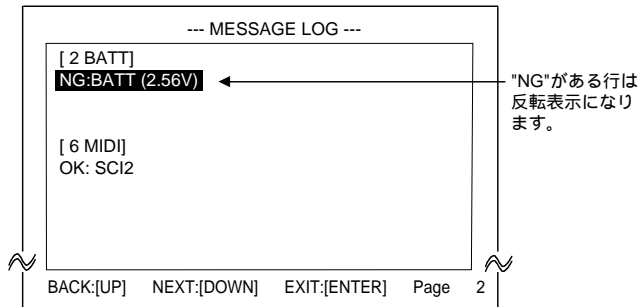 --- MESSAGE LOG ---
[ 2 BATT]
NG:BATT (2.56V)
"NG"がある行は
反転表示になり
ます。
[ 6 MIDI]
OK: SCI2
BACK:[UP] NEXT:[DOWN] EXIT:[ENTER] Page 2